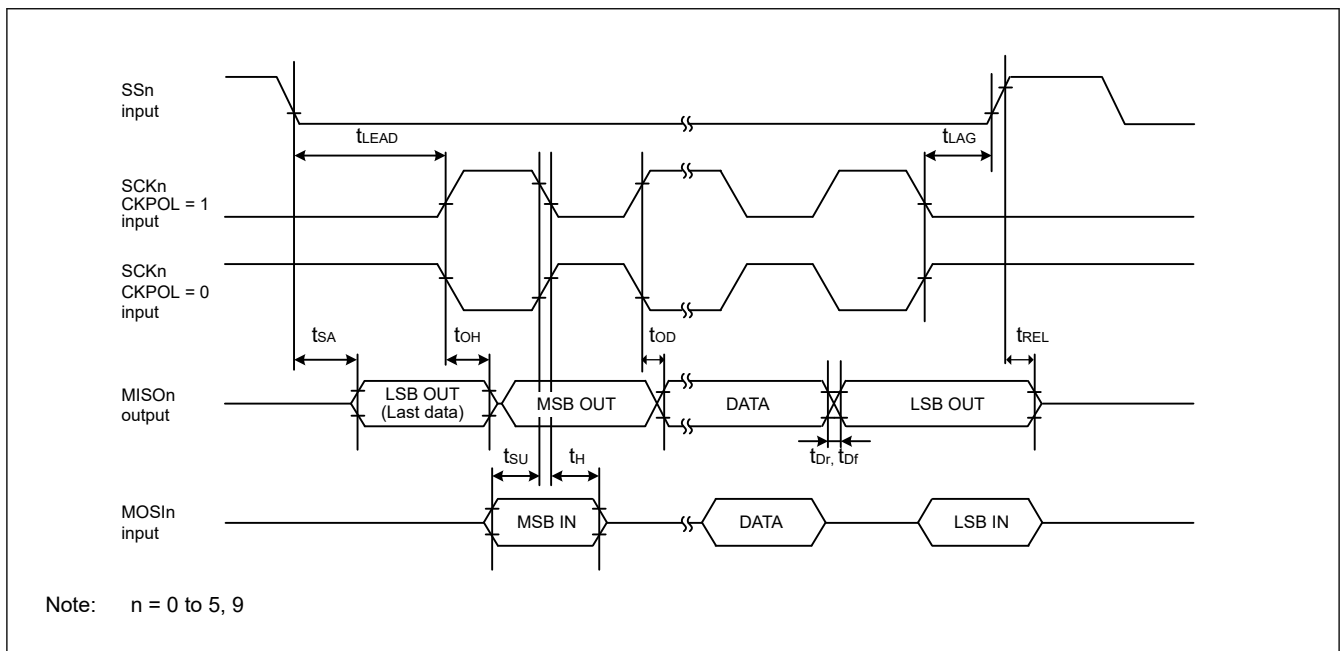 SSn
input
tLEAD
tLAG
SCKn
CKPOL = 1
input
SCKn
CKPOL = 0
input
tSA
tOH
tOD
tREL
MISOn
output
LSB OUT
(Last data)
MSB OUT
DATA
LSB OUT
tSU
tH
tDr, tDf
MOSIn
input
MSB IN
DATA
LSB IN
Note: n = 0 to 5, 9